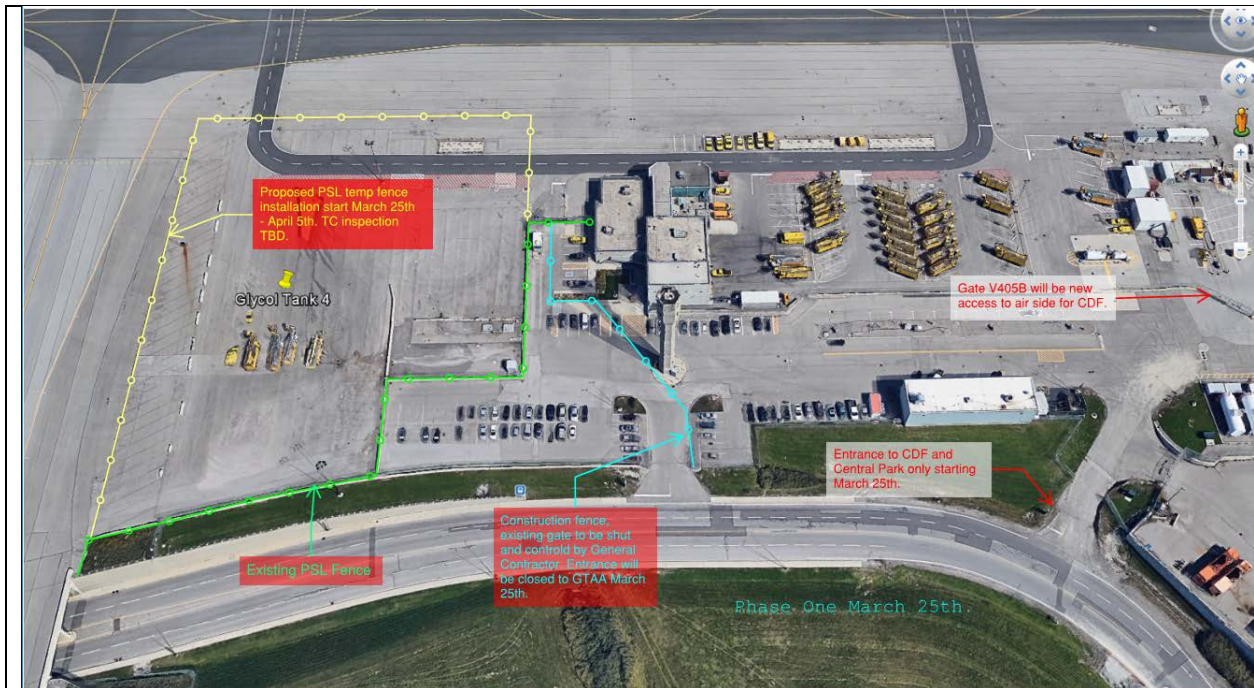 Proposed PSL temp fence
installation start March 25th
- April 5th. TC inspection
TBD.
Glycol Tank 4
Gate V405B will be new
access to air side for CDF.
Entrance to CDF and
Central Park only starting
March 25th.
Construction fence,
existing gate to be shut
and controld by General
Contractor. Entrance will
be closed to GTAA March
25th.
Existing PSL Fence
Phase One March 25th.